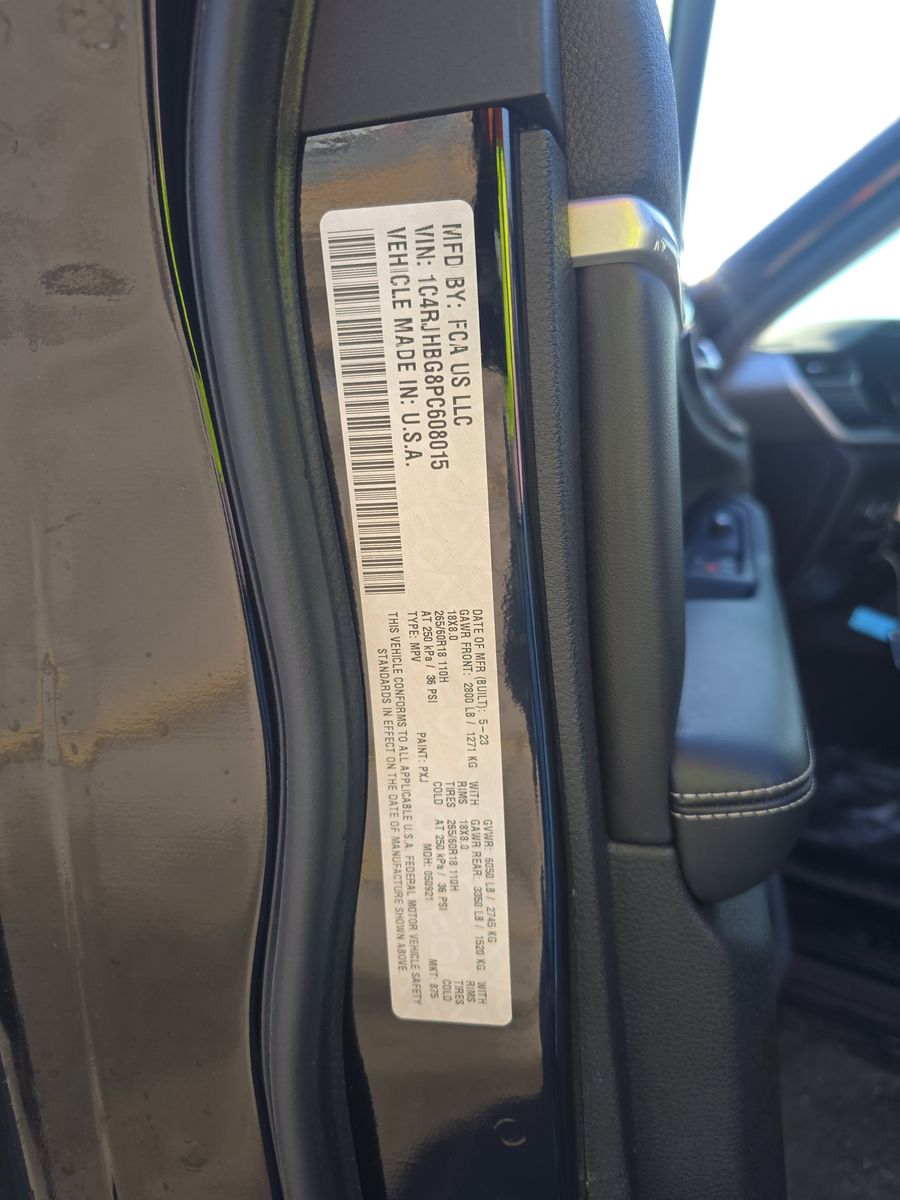 MFD BY: FCA US LLC
VIN: 1C4RJHBG8PC608015
VEHICLE MADE IN: U.S.A.
DATE OF MFR (BUILT): 5-23 GVWR: 6050 LB / 2745 KG
GAWR FRONT: 2800 LB / 1271 KG WITH GAWR REAR: 3350 LB / 1520 KG WITH
18X8.0 RIMS 18X8.0 RIMS
265/60R18 110H TIRES 265/60R18 110H TIRES
AT 250 kPa / 36 PSI COLD AT 250 kPa / 36 PSI COLD
TYPE: MPV PAINT: PXJ MDH: 050921 MKT: 875
THIS VEHICLE CONFORMS TO ALL APPLICABLE U.S.A. FEDERAL MOTOR VEHICLE SAFETY
STANDARDS IN EFFECT ON THE DATE OF MANUFACTURE SHOWN ABOVE.